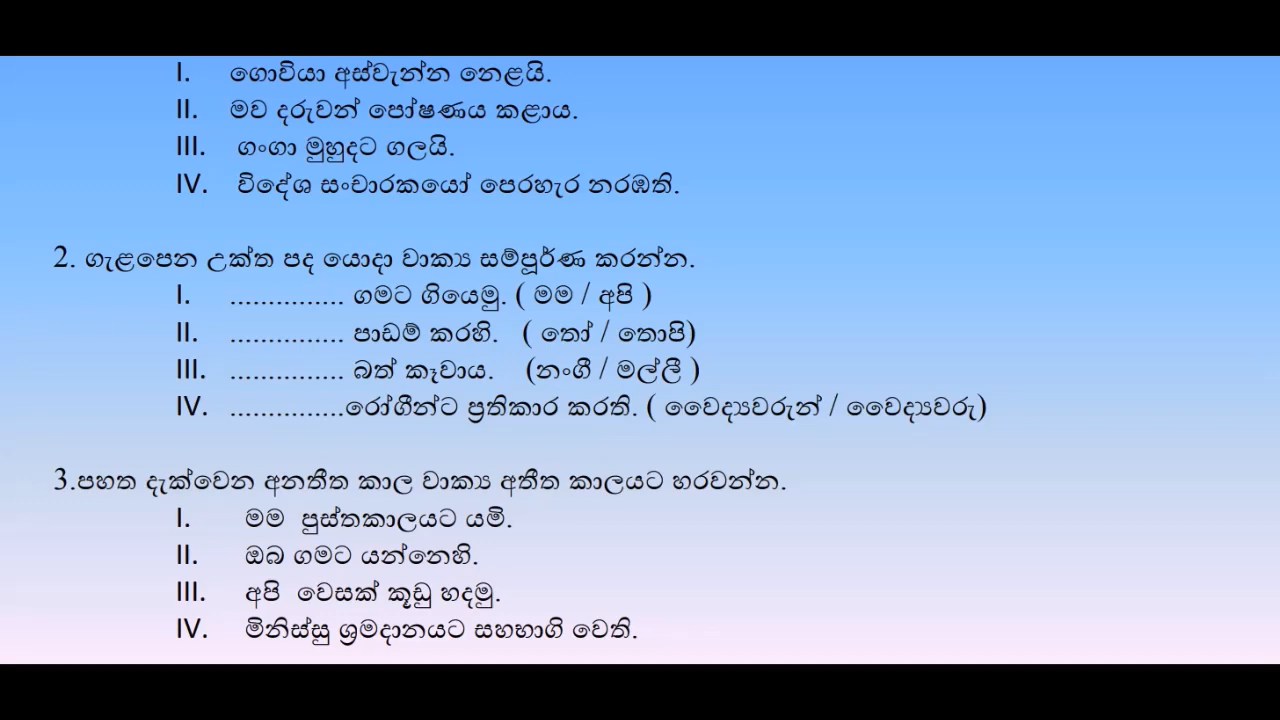 I. ගොවියා අස්වැන්න නෙළයි.
II. මව දරුවන් පෝෂණය කළාය.
III. ගංගා මුහුදට ගලයි.
IV. විදේශ සංචාරකයෝ පෙරහැර නරඹති.
2. ගැළපෙන උක්ත පද යොදා වාක්‍ය සම්පූර්ණ කරන්න.
I. ............... ගමට ගියෙමු. ( මම / අපි )
II. ............... පාඩම් කරහි. ( තෝ / තොපි)
III. ............... බත් කෑවාය. (නංගී / මල්ලී )
IV. ...............රෝගීන්ට ප්‍රතිකාර කරති. ( වෛද්‍යවරුන් / වෛද්‍යවරු)
3.පහත දැක්වෙන අනතීත කාල වාක්‍ය අතීත කාලයට හරවන්න.
I. මම පුස්තකාලයට යමි.
II. ඔබ ගමට යන්නෙහි.
III. අපි වෙසක් කූඩු හදමු.
IV. මිනිස්සු ශ්‍රමදානයට සහභාගි වෙති.